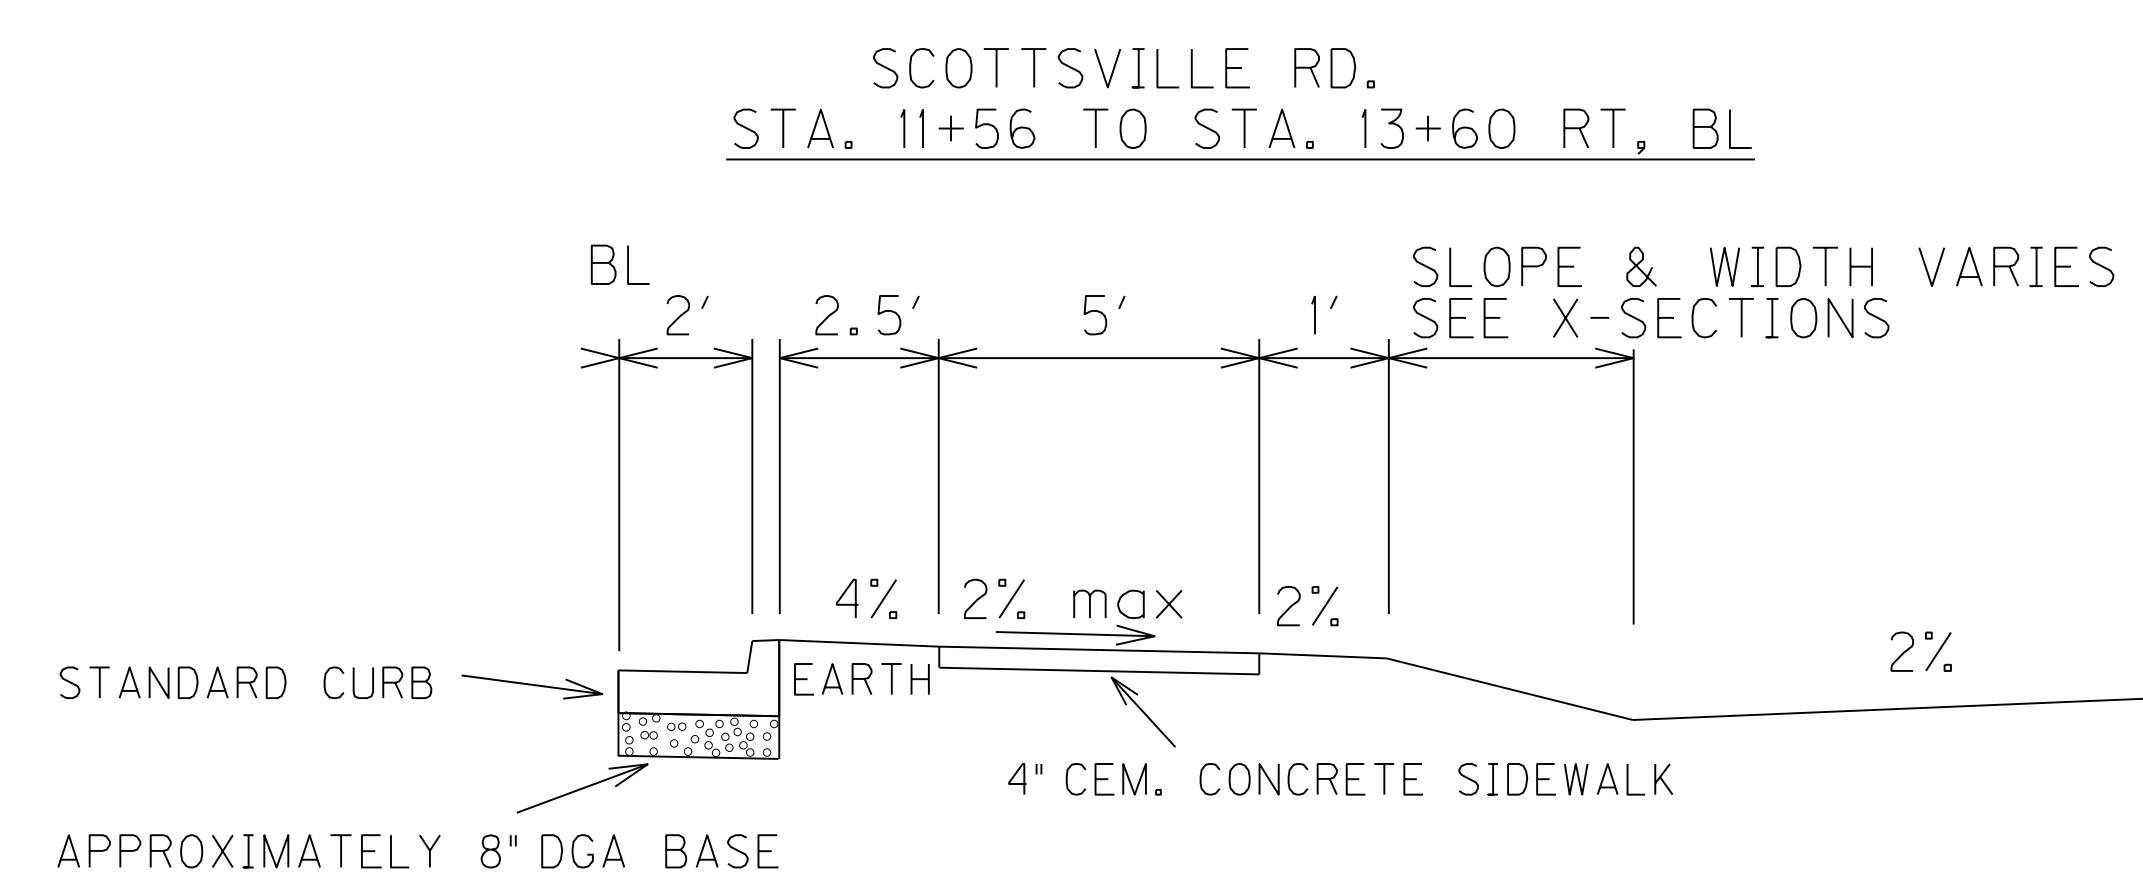 SCOTTSVILLE RD.
STA. 11+56 TO STA. 13+60 RT, BL
BL
SLOPE & WIDTH VARIES
2' 2.5' 5' 1' SEE X-SECTIONS
4% 2% max 2%
2%
STANDARD CURB EARTH
4" CEM. CONCRETE SIDEWALK
APPROXIMATELY 8" DGA BASE